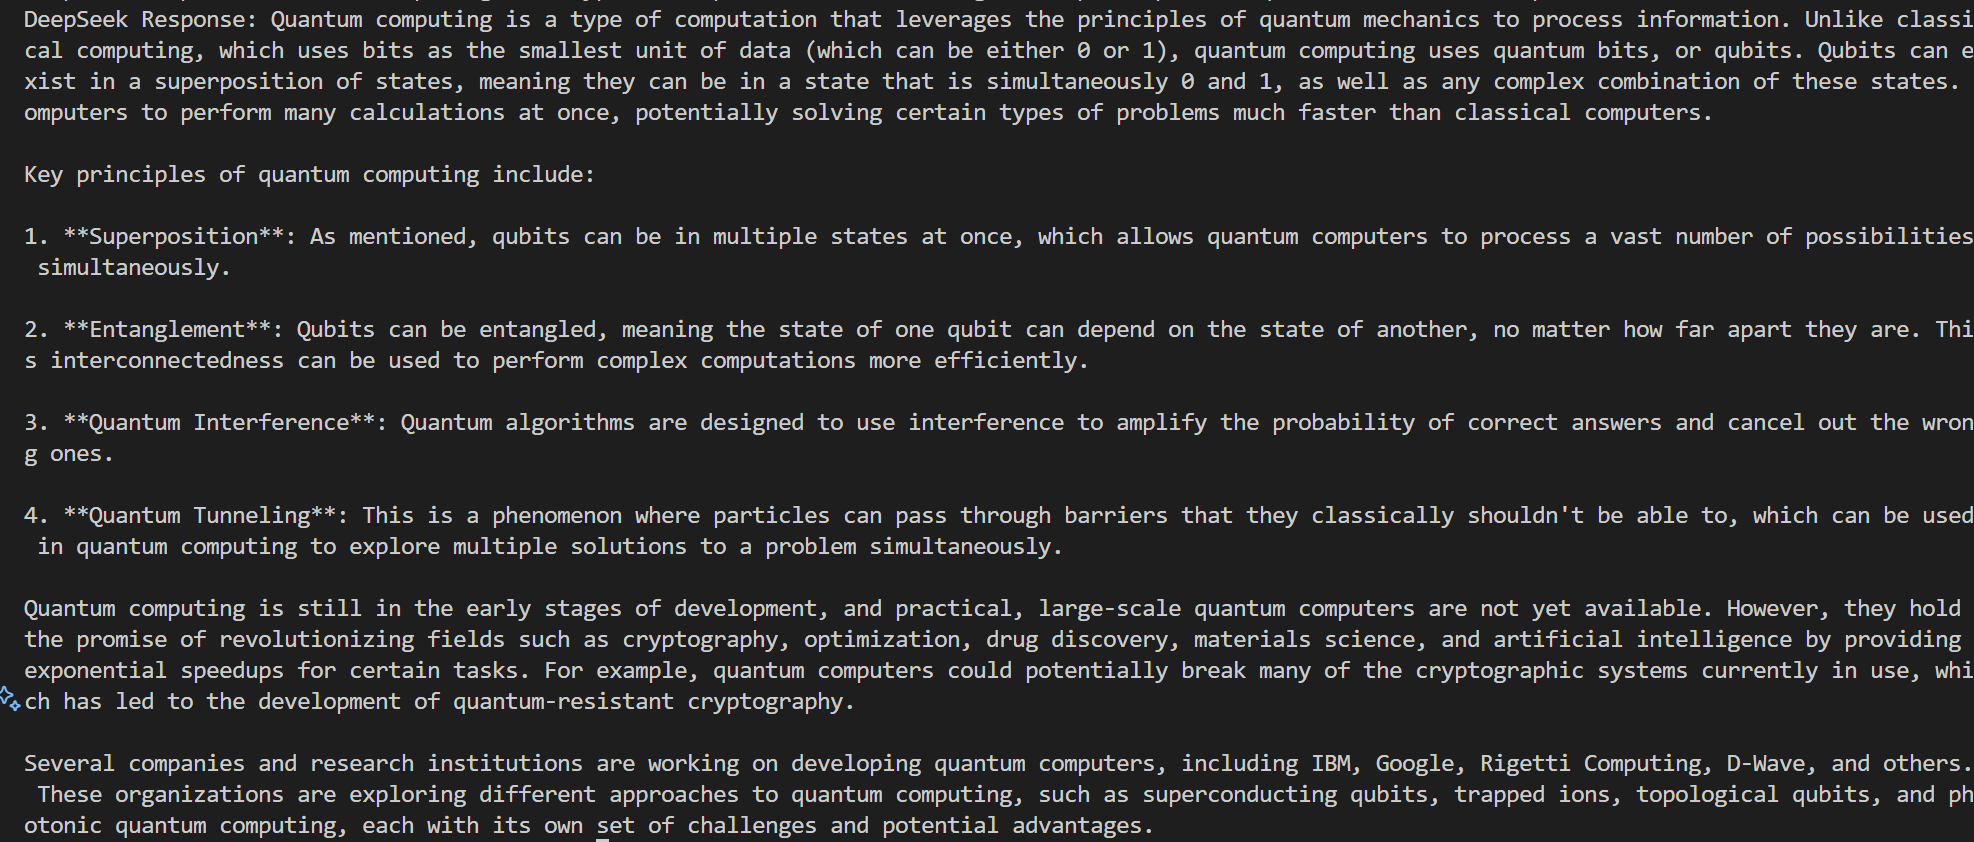 DeepSeek Response: Quantum computing is a type of computation that leverages the principles of quantum mechanics to process information. Unlike classi
cal computing, which uses bits as the smallest unit of data (which can be either 0 or 1), quantum computing uses quantum bits, or qubits. Qubits can e
xist in a superposition of states, meaning they can be in a state that is simultaneously 0 and 1, as well as any complex combination of these states.
omputers to perform many calculations at once, potentially solving certain types of problems much faster than classical computers.
Key principles of quantum computing include:
1. **Superposition**: As mentioned, qubits can be in multiple states at once, which allows quantum computers to process a vast number of possibilities
simultaneously.
2. **Entanglement**: Qubits can be entangled, meaning the state of one qubit can depend on the state of another, no matter how far apart they are. Thi
s interconnectedness can be used to perform complex computations more efficiently.
3. **Quantum Interference**: Quantum algorithms are designed to use interference to amplify the probability of correct answers and cancel out the wron
g ones.
4. **Quantum Tunneling**: This is a phenomenon where particles can pass through barriers that they classically shouldn't be able to, which can be used
in quantum computing to explore multiple solutions to a problem simultaneously.
Quantum computing is still in the early stages of development, and practical, large-scale quantum computers are not yet available. However, they hold
the promise of revolutionizing fields such as cryptography, optimization, drug discovery, materials science, and artificial intelligence by providing
exponential speedups for certain tasks. For example, quantum computers could potentially break many of the cryptographic systems currently in use, whi
ch has led to the development of quantum-resistant cryptography.
Several companies and research institutions are working on developing quantum computers, including IBM, Google, Rigetti Computing, D-Wave, and others.
These organizations are exploring different approaches to quantum computing, such as superconducting qubits, trapped ions, topological qubits, and ph
otonic quantum computing, each with its own set of challenges and potential advantages.